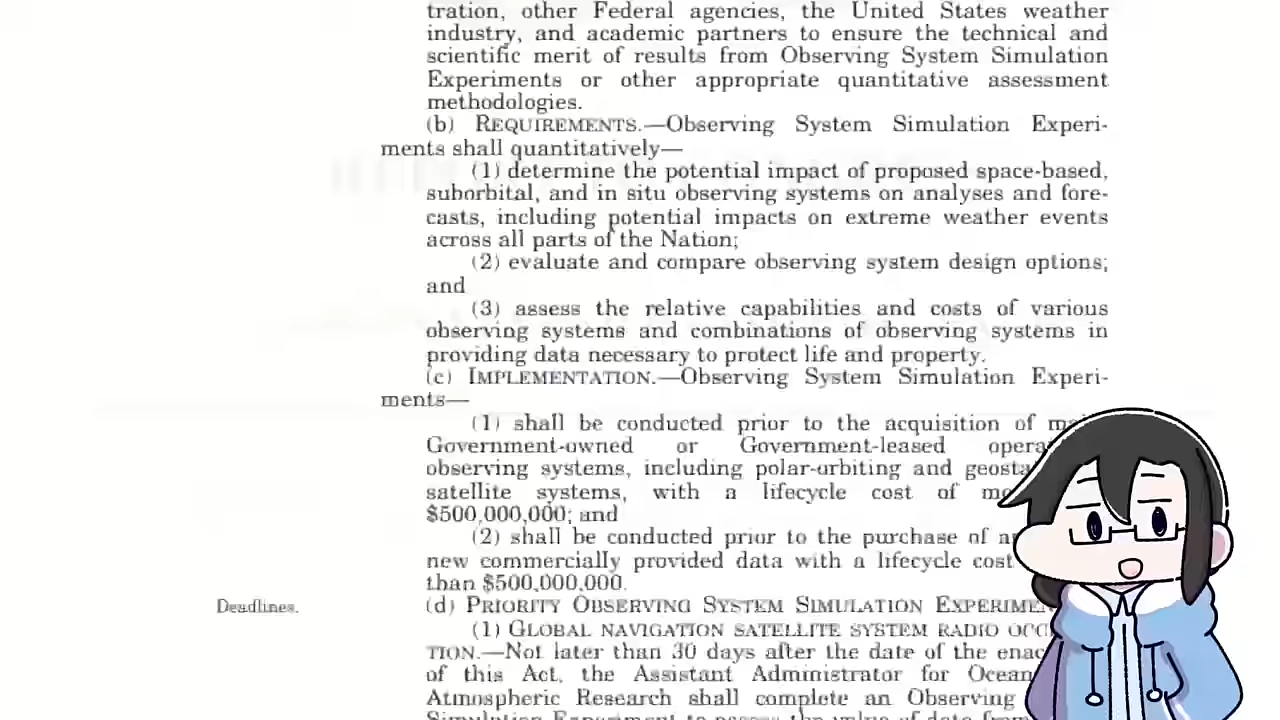 tration, other Federal agencies, the United States weather
industry, and academic partners to ensure the technical and
scientific merit of results from Observing System Simulation
Experiments or other appropriate quantitative assessment
methodologies.
(b) REQUIREMENTS.—Observing System Simulation Experi-
ments shall quantitatively—
(1) determine the potential impact of proposed space-based,
suborbital, and in situ observing systems on analyses and fore-
casts, including potential impacts on extreme weather events
across all parts of the Nation;
(2) evaluate and compare observing system design options;
and
(3) assess the relative capabilities and costs of various
observing systems and combinations of observing systems in
providing data necessary to protect life and property.
(c) IMPLEMENTATION.—Observing System Simulation Experi-
ments—
(1) shall be conducted prior to the acquisition of
Government-owned or Government-leased
observing systems, including polar-orbiting and
satellite systems, with a lifecycle cost of
$500,000,000; and
(2) shall be conducted prior to the purchase of
new commercially provided data with a lifecycle cost
than $500,000,000.
Deadlines.
(d) PRIORITY OBSERVING SYSTEM SIMULATION
(1) GLOBAL NAVIGATION SATELLITE SYSTEM RADIO
TION.—Not later than 30 days after the date of the
of this Act, the Assistant Administrator for
Atmospheric Research shall complete an Observing
Simulation Experiment to assess the value of data from